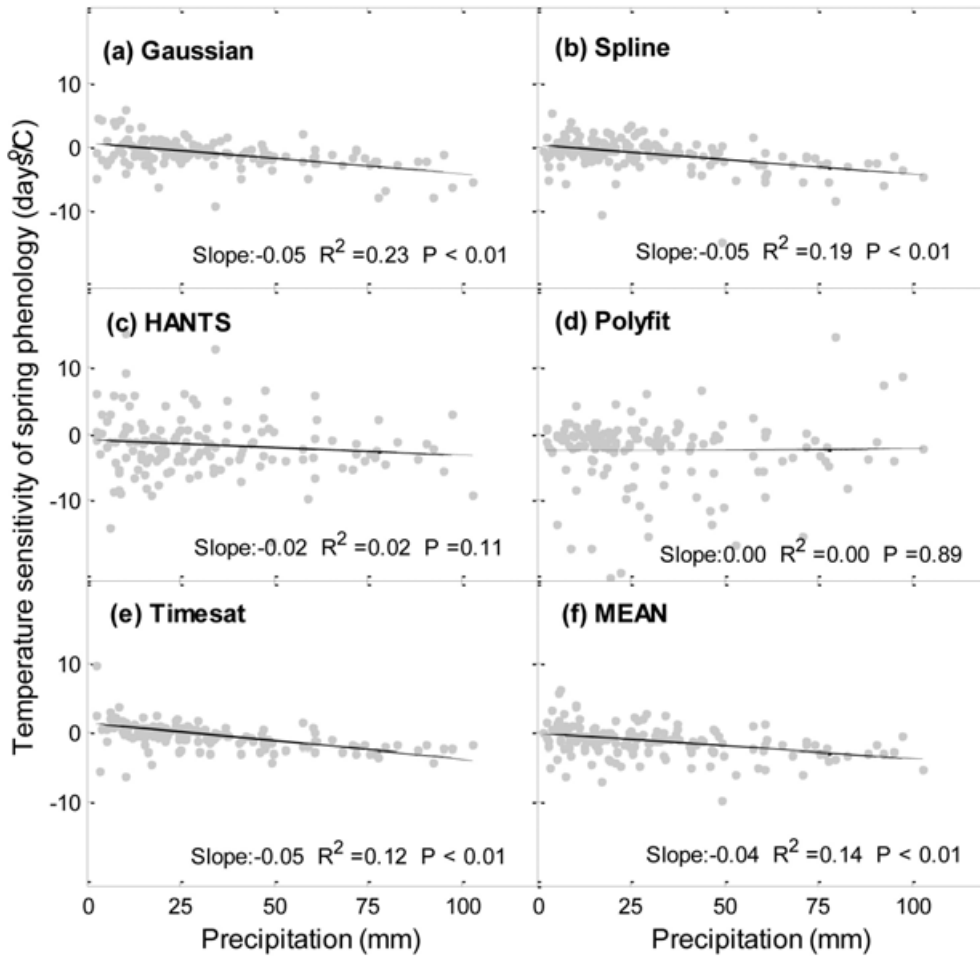 Temperature sensitivity of spring phenology (days/°C)
(a) Gaussian
10
0
-10
Slope:-0.05 R² =0.23 P < 0.01
(b) Spline
Slope:-0.05 R² =0.19 P < 0.01
(c) HANTS
10
0
-10
Slope:-0.02 R² =0.02 P =0.11
(d) Polyfit
Slope:0.00 R² =0.00 P =0.89
(e) Timesat
10
0
-10
Slope:-0.05 R² =0.12 P < 0.01
(f) MEAN
Slope:-0.04 R² =0.14 P < 0.01
0 25 50 75 100
0 25 50 75 100
Precipitation (mm)
Precipitation (mm)